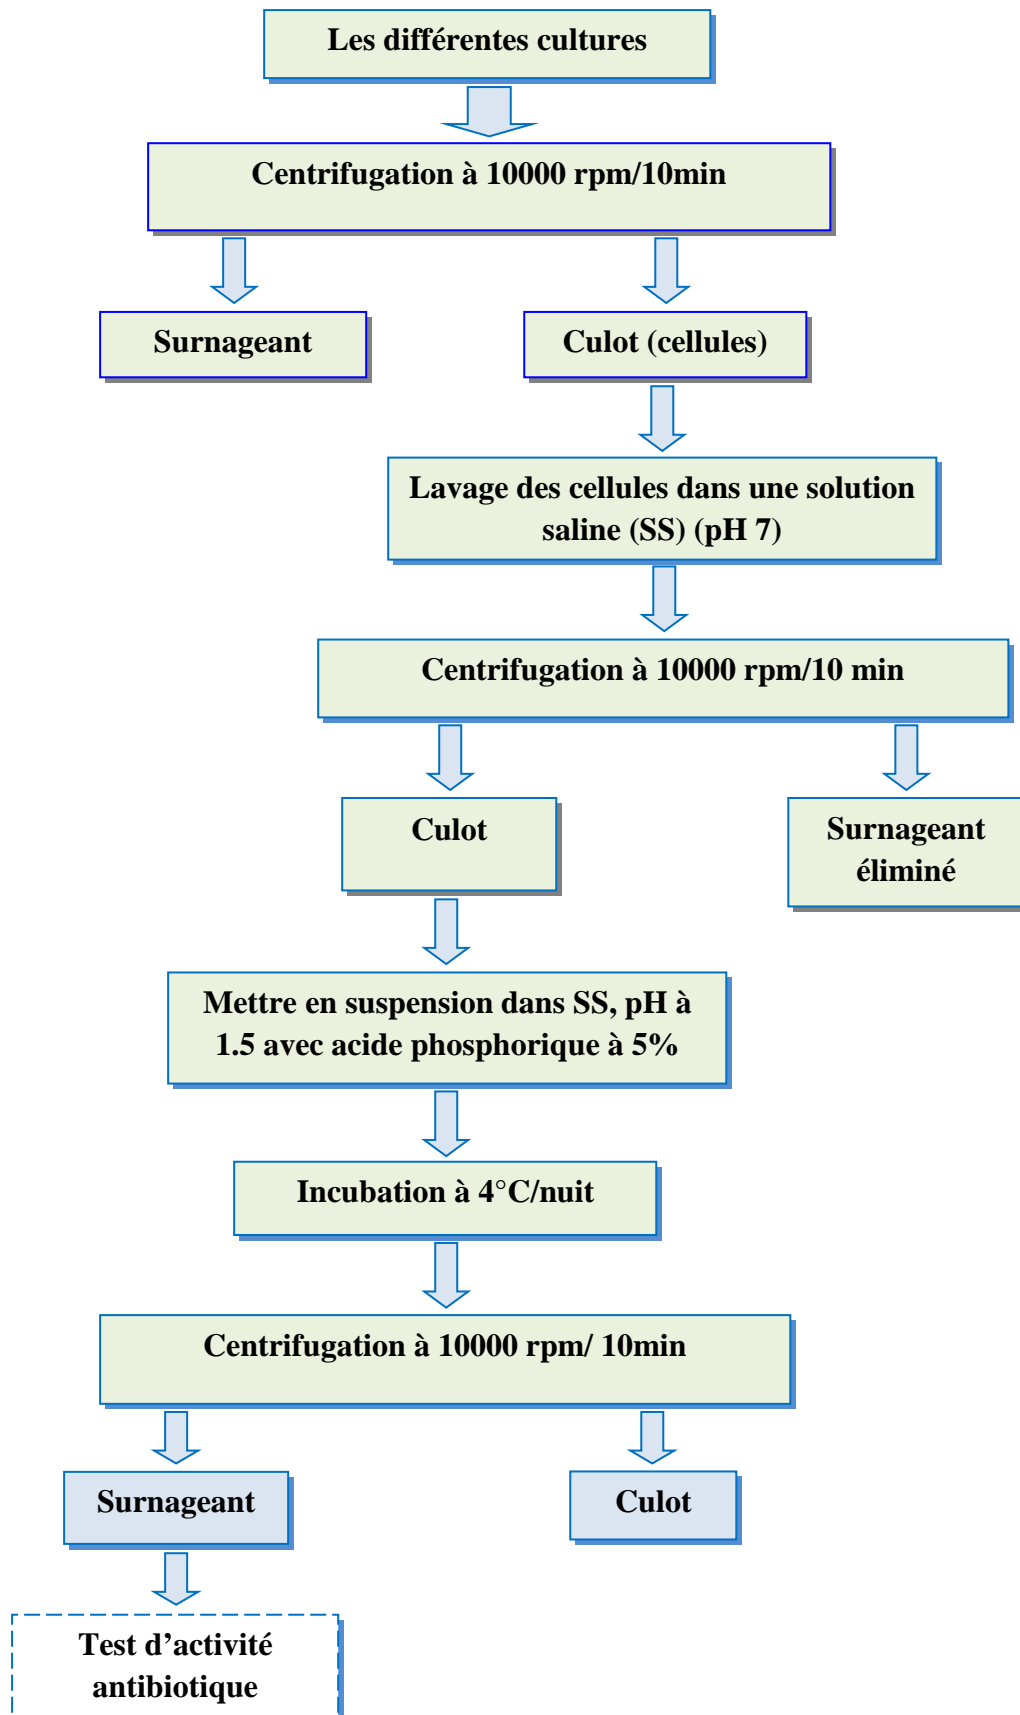 Les différentes cultures
Centrifugation à 10000 rpm/10min
Surnageant
Culot (cellules)
Lavage des cellules dans une solution
saline (SS) (pH 7)
Centrifugation à 10000 rpm/10 min
Culot
Surnageant
éliminé
Mettre en suspension dans SS, pH à
1.5 avec acide phosphorique à 5%
Incubation à 4°C/nuit
Centrifugation à 10000 rpm/ 10min
Surnageant
Culot
Test d’activité
antibiotique